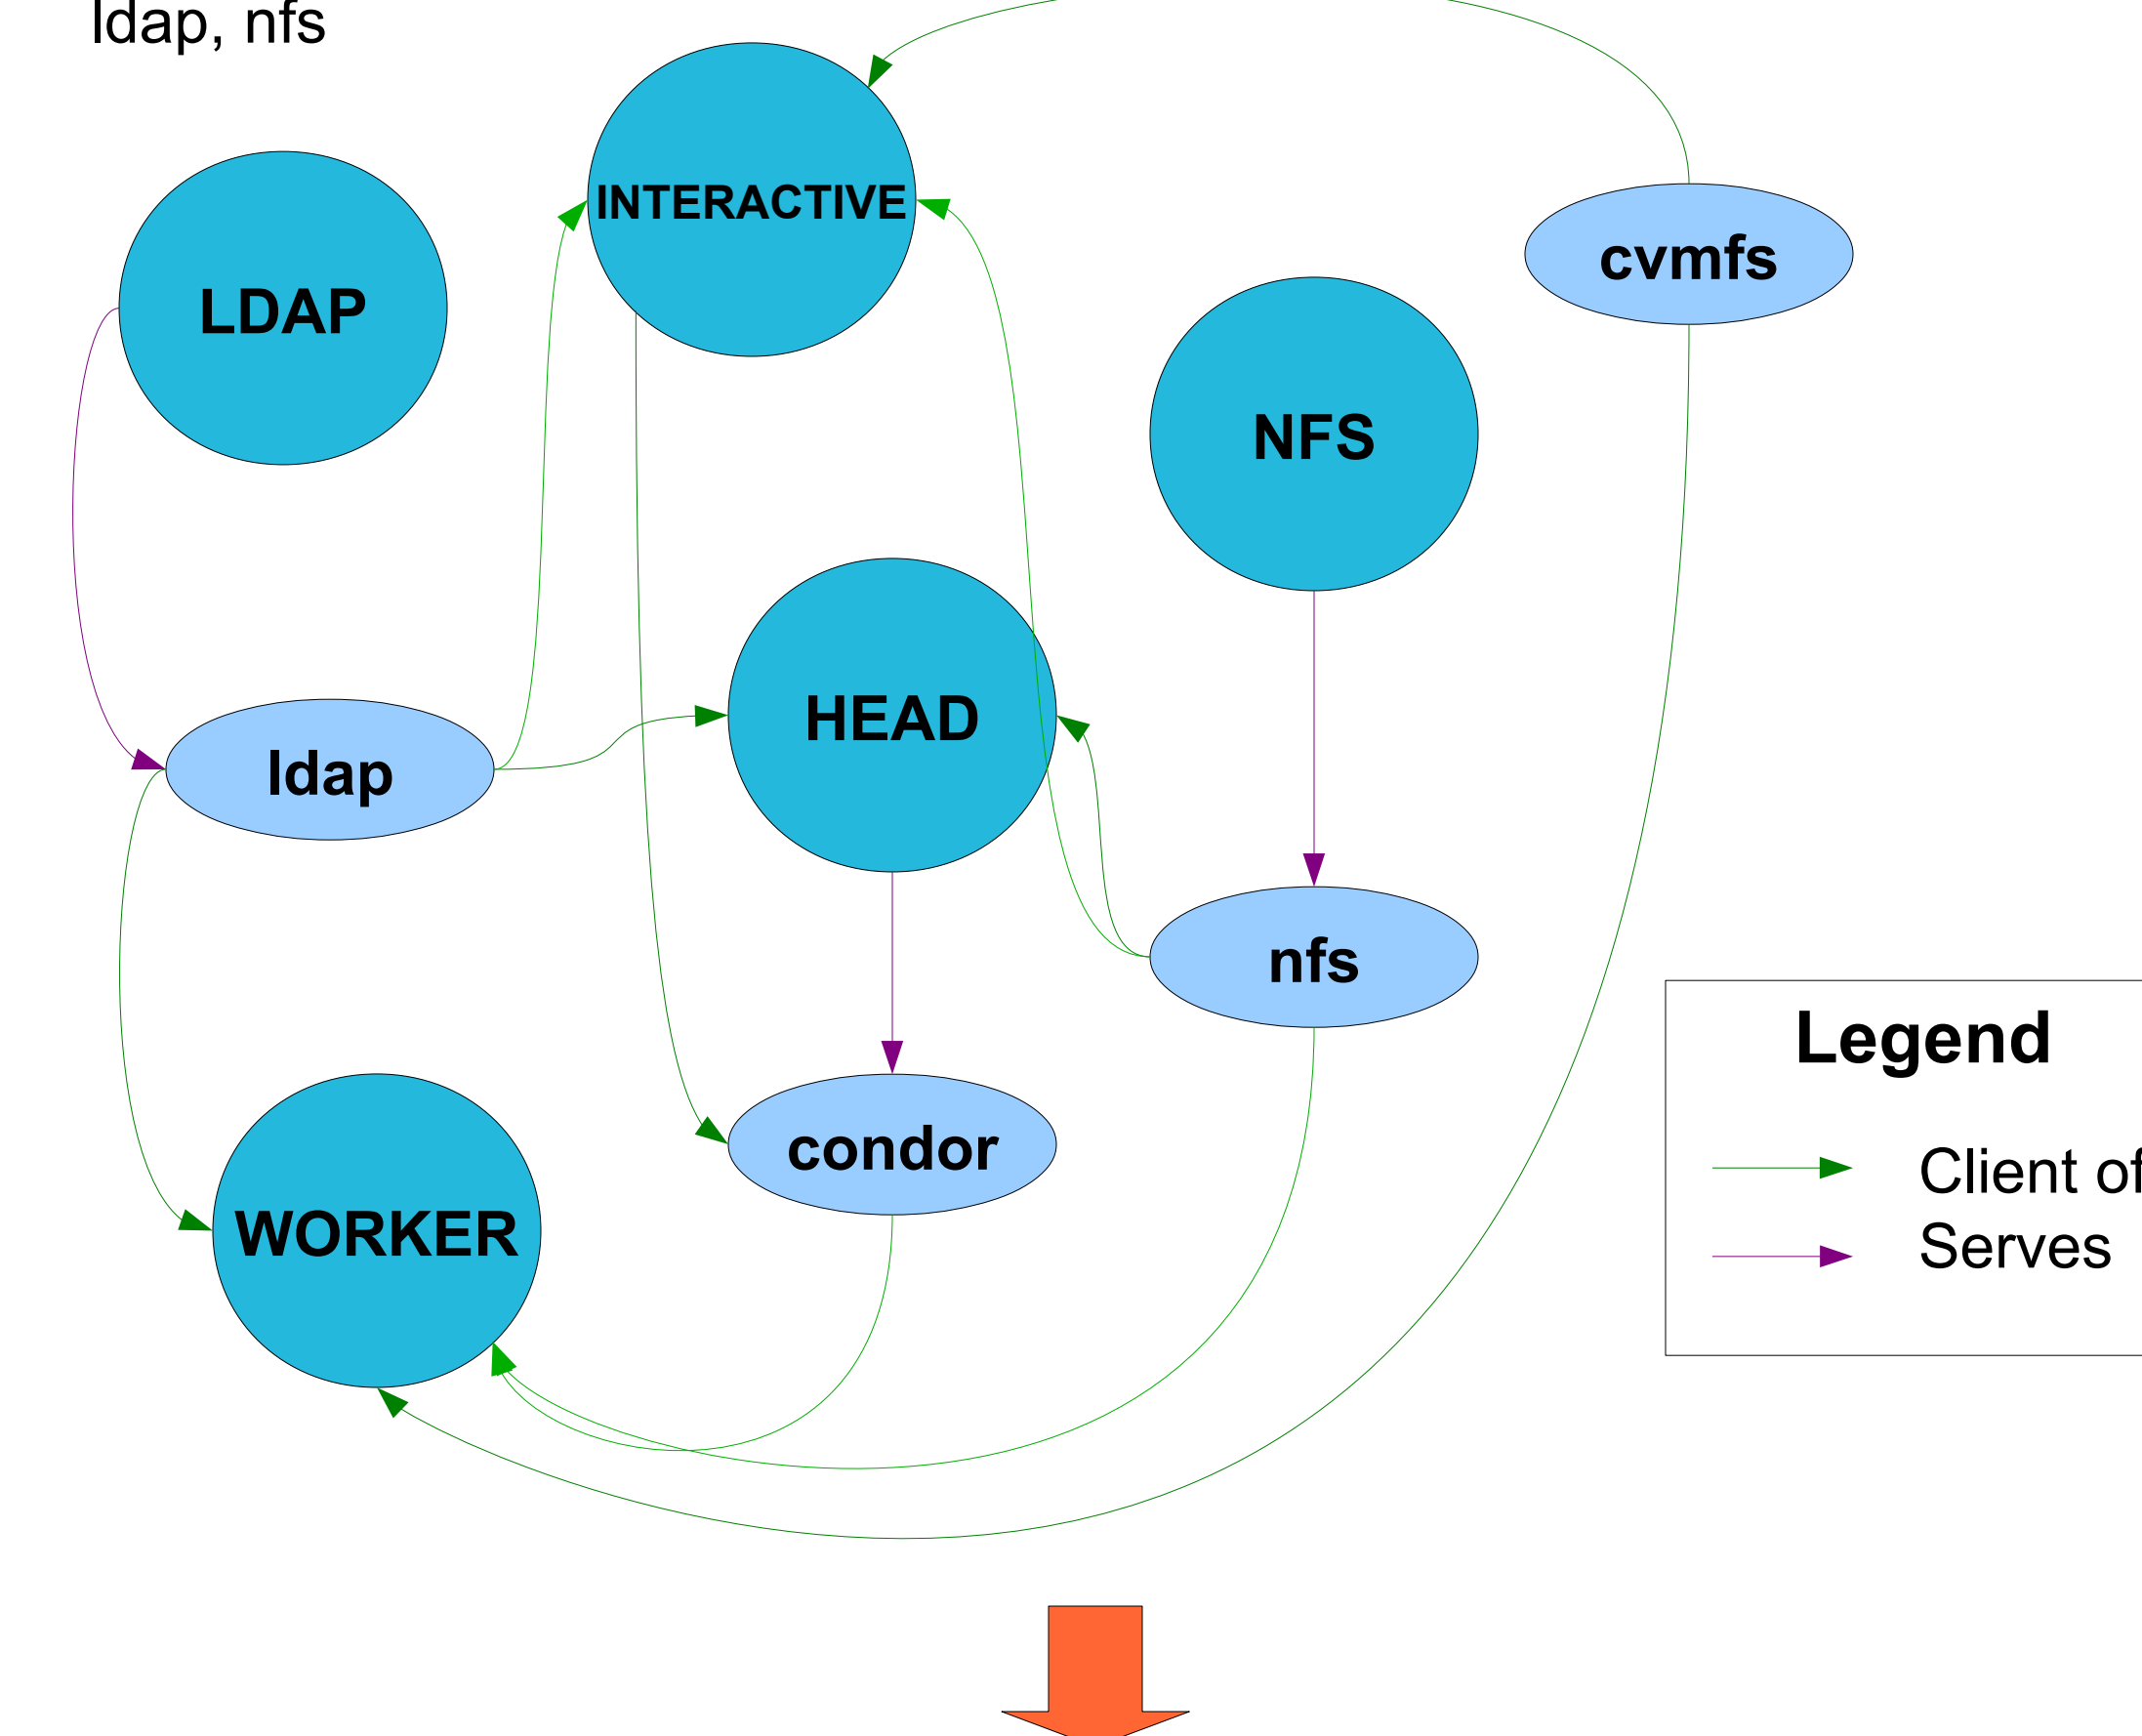 ldap, nfs
INTERACTIVE
cvmfs
LDAP
NFS
HEAD
ldap
nfs
Legend
condor
Client of
WORKER
Serves